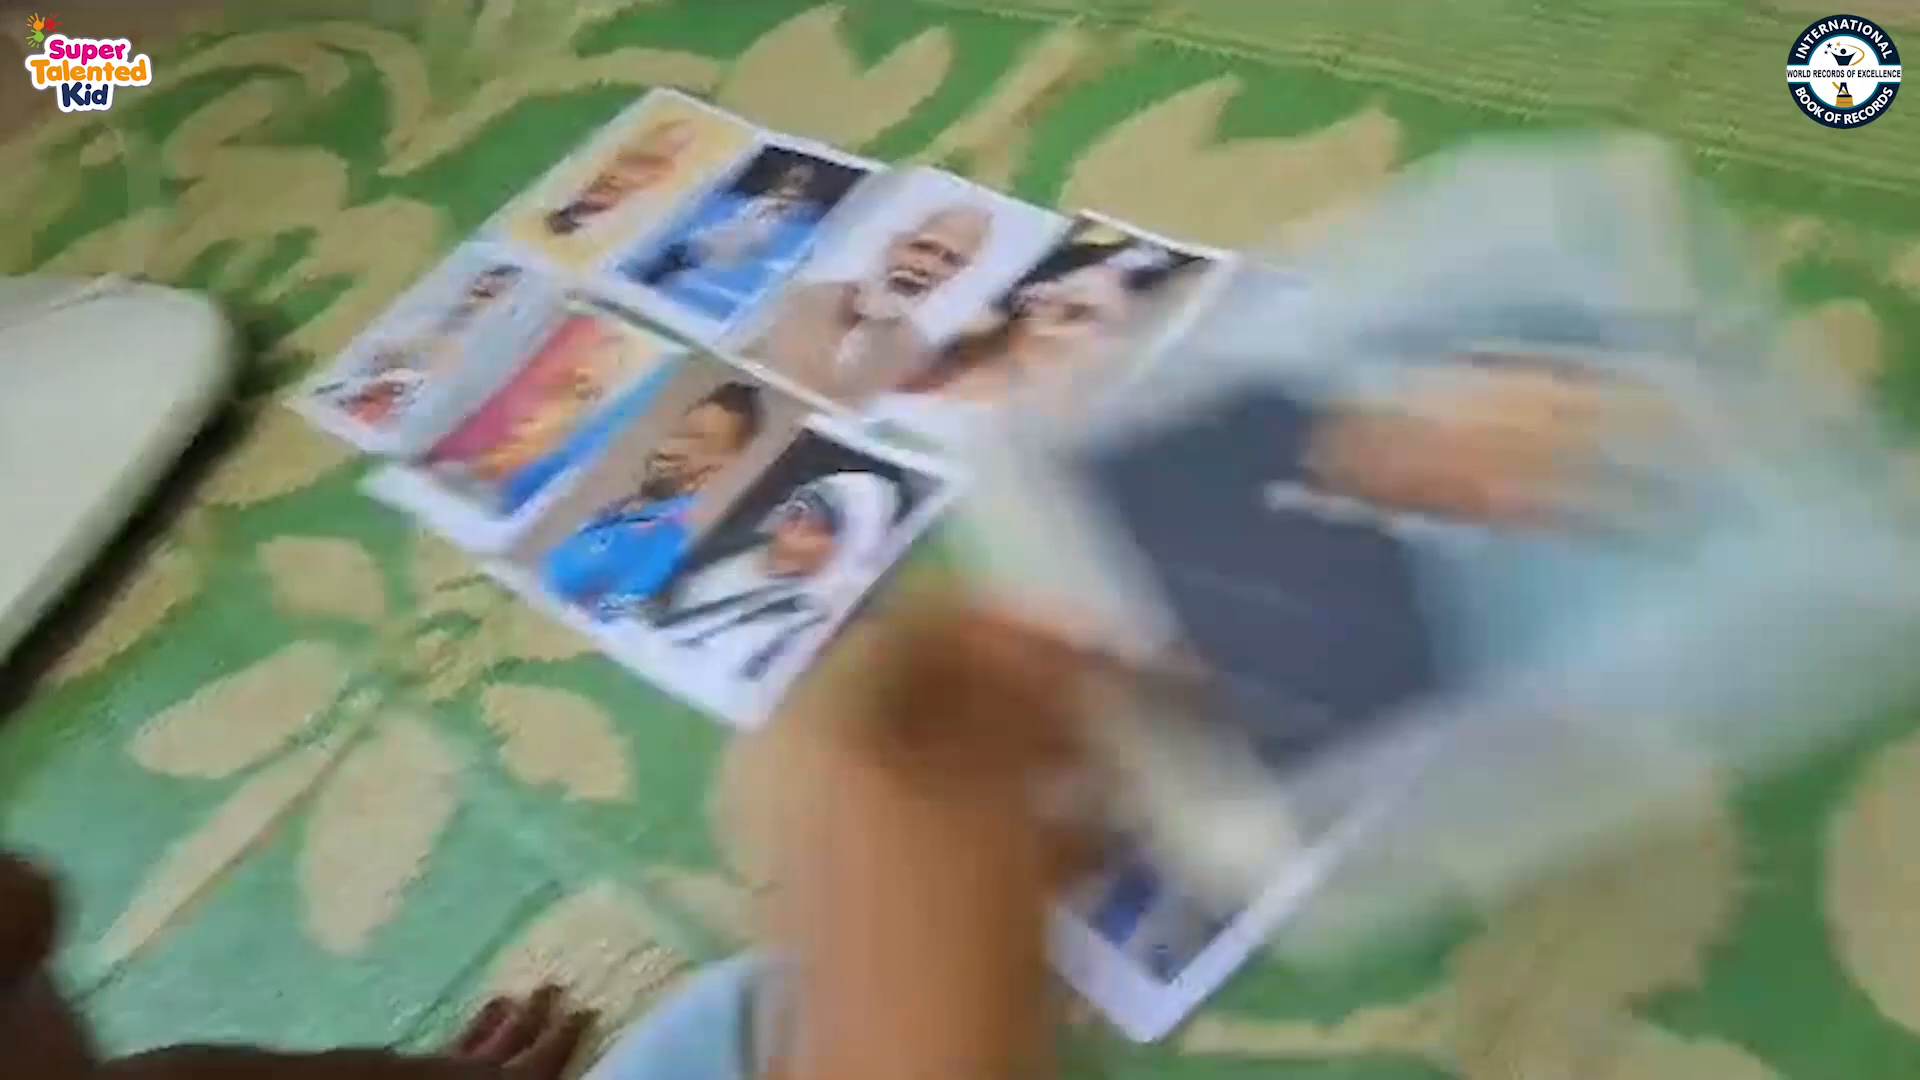 Super
Talented
Kid
INTERNATIONAL
WORLD RECORDS OF EXCELLENCE
BOOK OF RECORDS